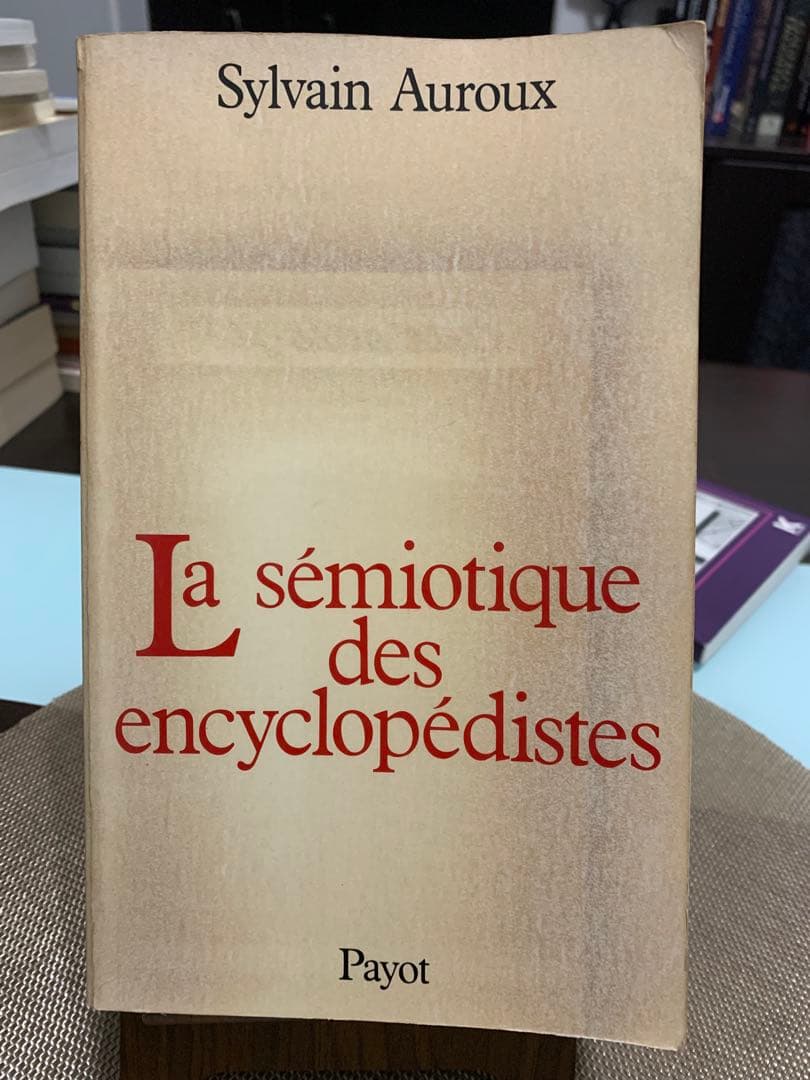 Sylvain Auroux
La sémiotique
des
encyclopédistes
Payot
K